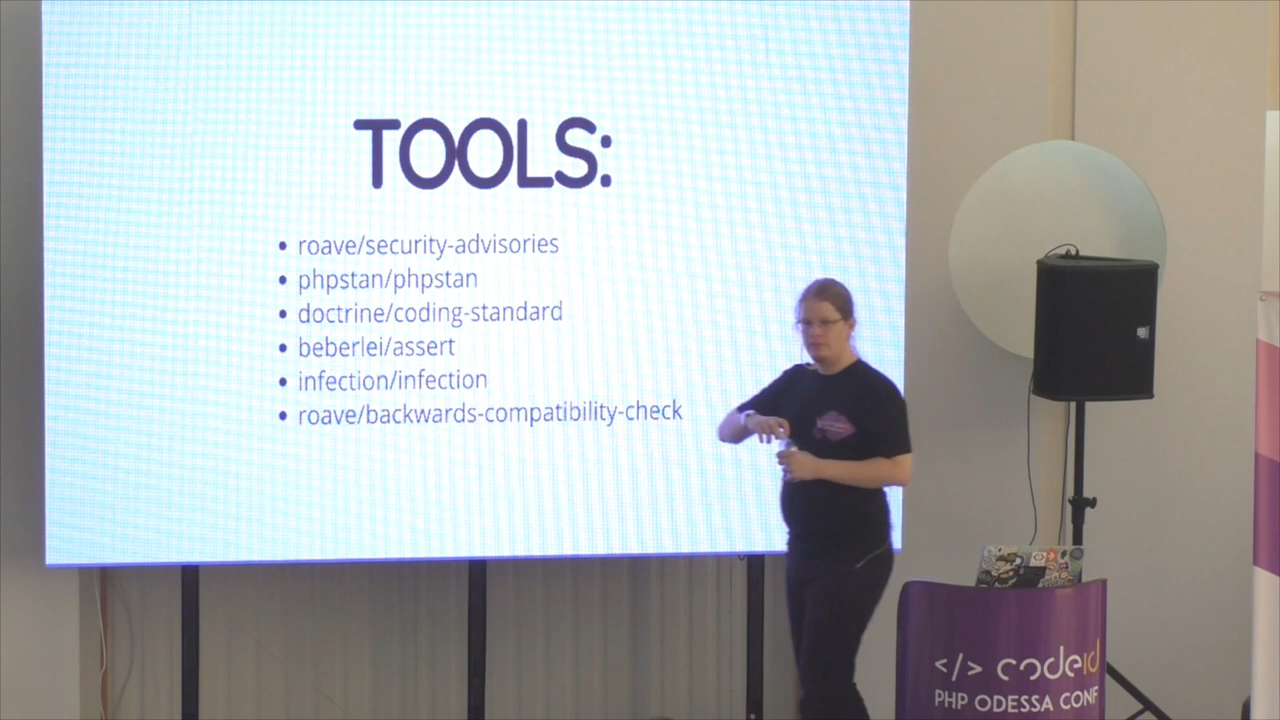 TOOLS:
• roave/security-advisories
• phpstan/phpstan
• doctrine/coding-standard
• beberlei/assert
• infection/infection
• roave/backwards-compatibility-check
</> codeid
PHP ODESSA CONF